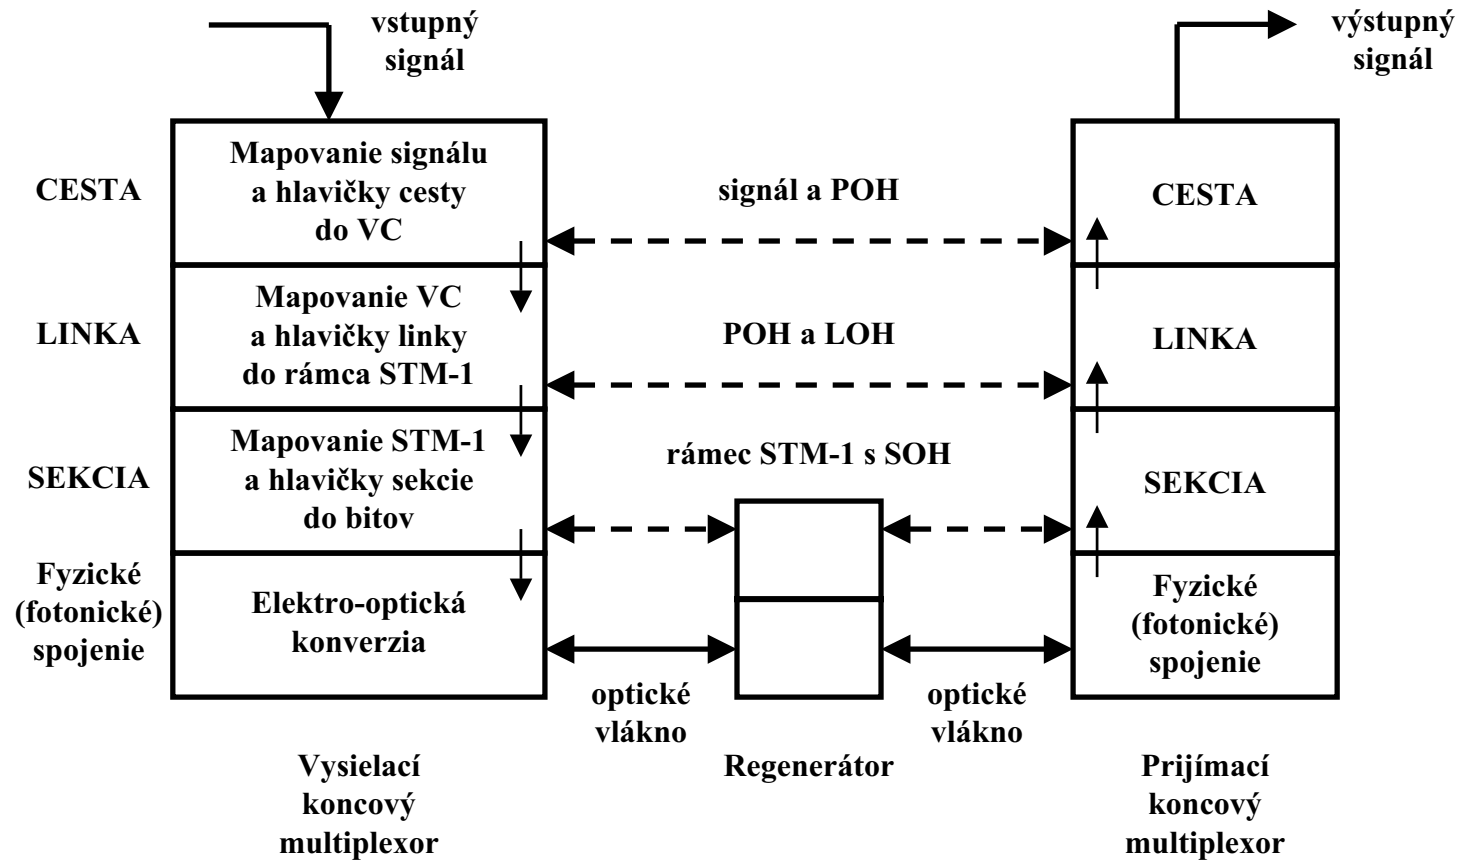 vstupný
signál
výstupný
signál
CESTA
Mapovanie signálu
a hlavičky cesty
do VC
signál a POH
CESTA
LINKA
Mapovanie VC
a hlavičky linky
do rámca STM-1
POH a LOH
LINKA
SEKCIA
Mapovanie STM-1
a hlavičky sekcie
do bitov
rámec STM-1 s SOH
SEKCIA
Fyzické
(fotonické)
spojenie
Elektro-optická
konverzia
Fyzické
(fotonické)
spojenie
optické
vlákno
optické
vlákno
Vysielací
koncový
multiplexor
Regenerátor
Prijímací
koncový
multiplexor